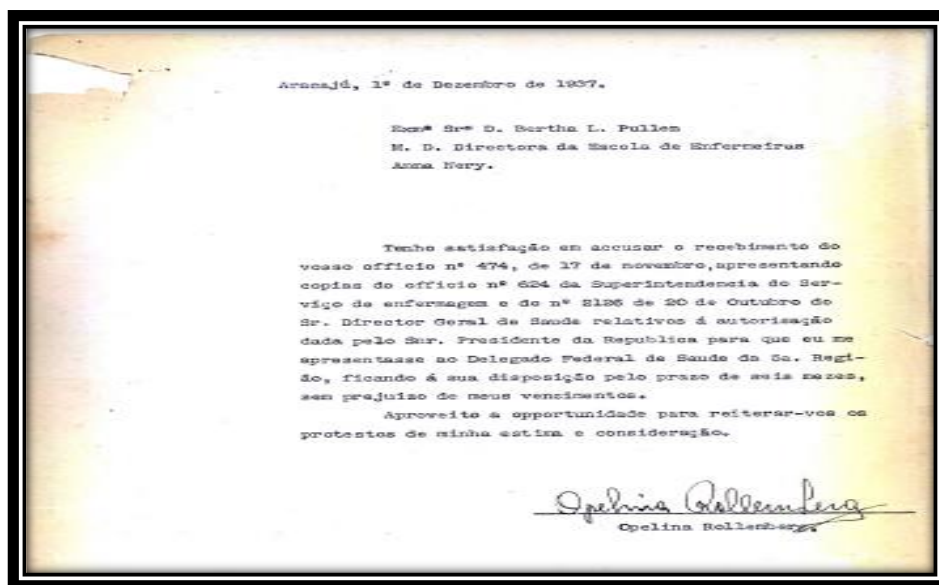 Aracajú, 1º de Dezembro de 1937.
Exmª Srª D. Bertha L. Pullen
M. D. Directora da Escola de Enfermeiras
Anna Nery.
Tenho satisfação em accusar o recebimento do
vosso officio nº 474, de 17 de novembro, apresentando
copias do officio nº 624 da Superintendencia do Ser-
viço de enfermagem e do nº 2126 de 20 de Outubro do
Sr. Director Geral de Saude relativos á autorisação
dada pelo Snr. Presidente da Republica para que eu me
apresentasse ao Delegado Federal de Saude da 5a. Regi-
ão, ficando á sua disposição pelo prazo de seis mezes,
sem prejuizo de meus vencimentos.
Aproveito a opportunidade para reiterar-vos os
protestos de minha estima e consideração.
Opelina Rollemberg
Opelina Rollemberg